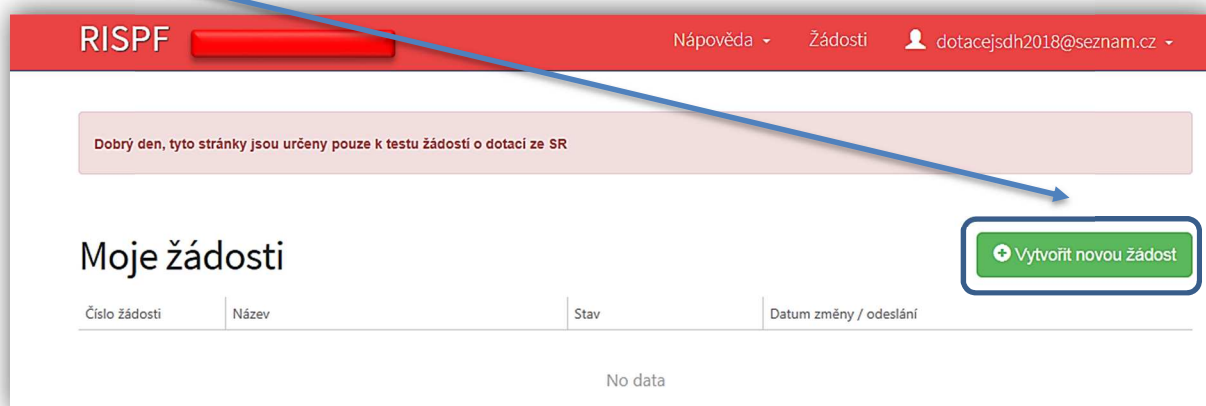 RISPF Nápověda Žádosti dotacejsdh2018@seznam.cz
Dobrý den, tyto stránky jsou určeny pouze k testu žádostí o dotací ze SR
Moje žádosti Vytvořit novou žádost
Číslo žádosti Název Stav Datum změny / odeslání
No data